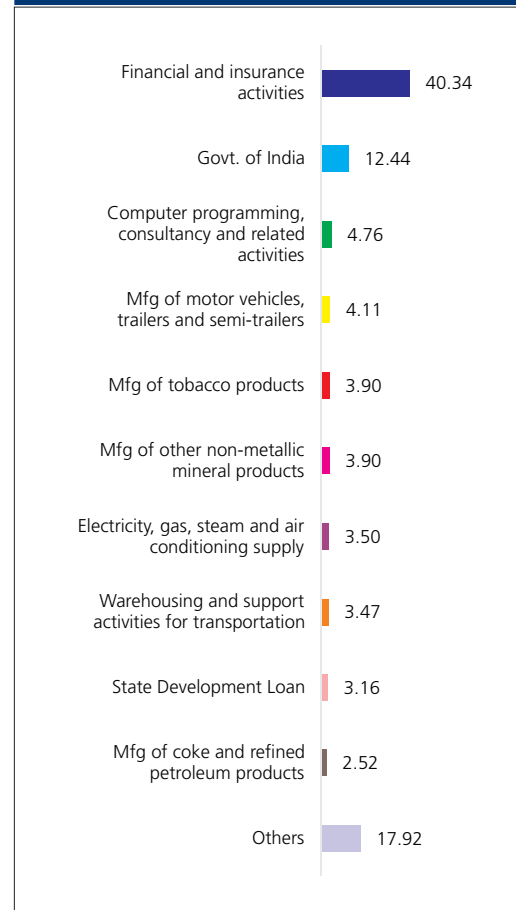 Financial and insurance
activities
40.34
Govt. of India
12.44
Computer programming,
consultancy and related
activities
4.76
Mfg of motor vehicles,
trailers and semi-trailers
4.11
Mfg of tobacco products
3.90
Mfg of other non-metallic
mineral products
3.90
Electricity, gas, steam and air
conditioning supply
3.50
Warehousing and support
activities for transportation
3.47
State Development Loan
3.16
Mfg of coke and refined
petroleum products
2.52
Others
17.92